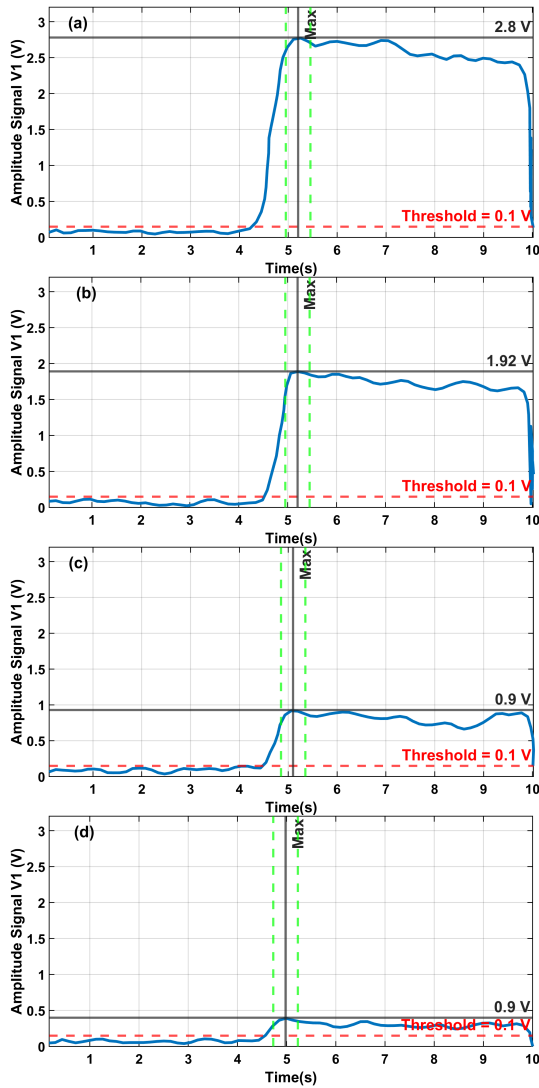 (a)
Max
2.8 V
Threshold = 0.1 V
Amplitude Signal V1 (V)
3
2.5
2
1.5
1
0.5
0
1 2 3 4 5 6 7 8 9 10
Time(s)
(b)
Max
1.92 V
Threshold = 0.1 V
Amplitude Signal V1 (V)
3
2.5
2
1.5
1
0.5
0
1 2 3 4 5 6 7 8 9 10
Time(s)
(c)
Max
0.9 V
Threshold = 0.1 V
Amplitude Signal V1 (V)
3
2.5
2
1.5
1
0.5
0
1 2 3 4 5 6 7 8 9 10
Time(s)
(d)
Max
0.9 V
Threshold = 0.1 V
Amplitude Signal V1 (V)
3
2.5
2
1.5
1
0.5
0
1 2 3 4 5 6 7 8 9 10
Time(s)